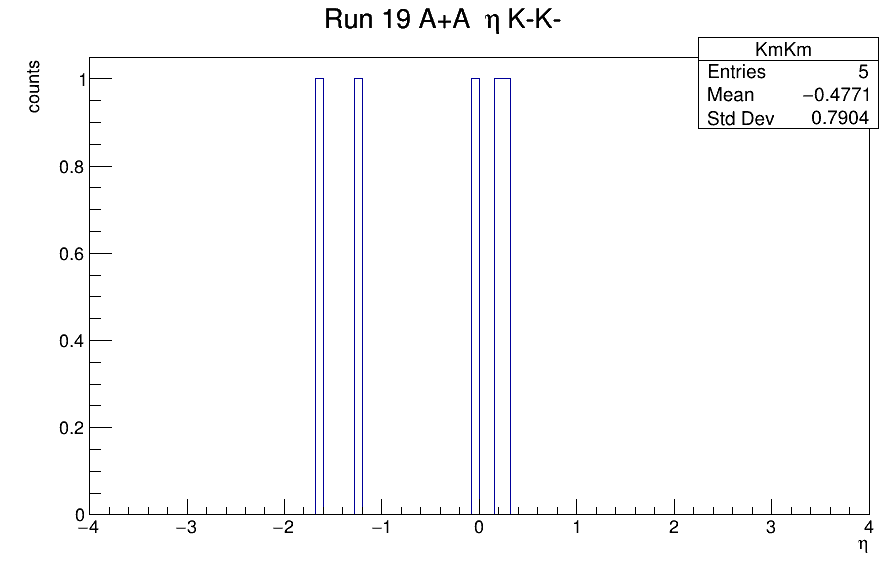 Run 19 A+A η K-K-
KmKm
Entries 5
Mean −0.4771
Std Dev 0.7904
counts
1
0.8
0.6
0.4
0.2
0
−4 −3 −2 −1 0 1 2 3 4
η